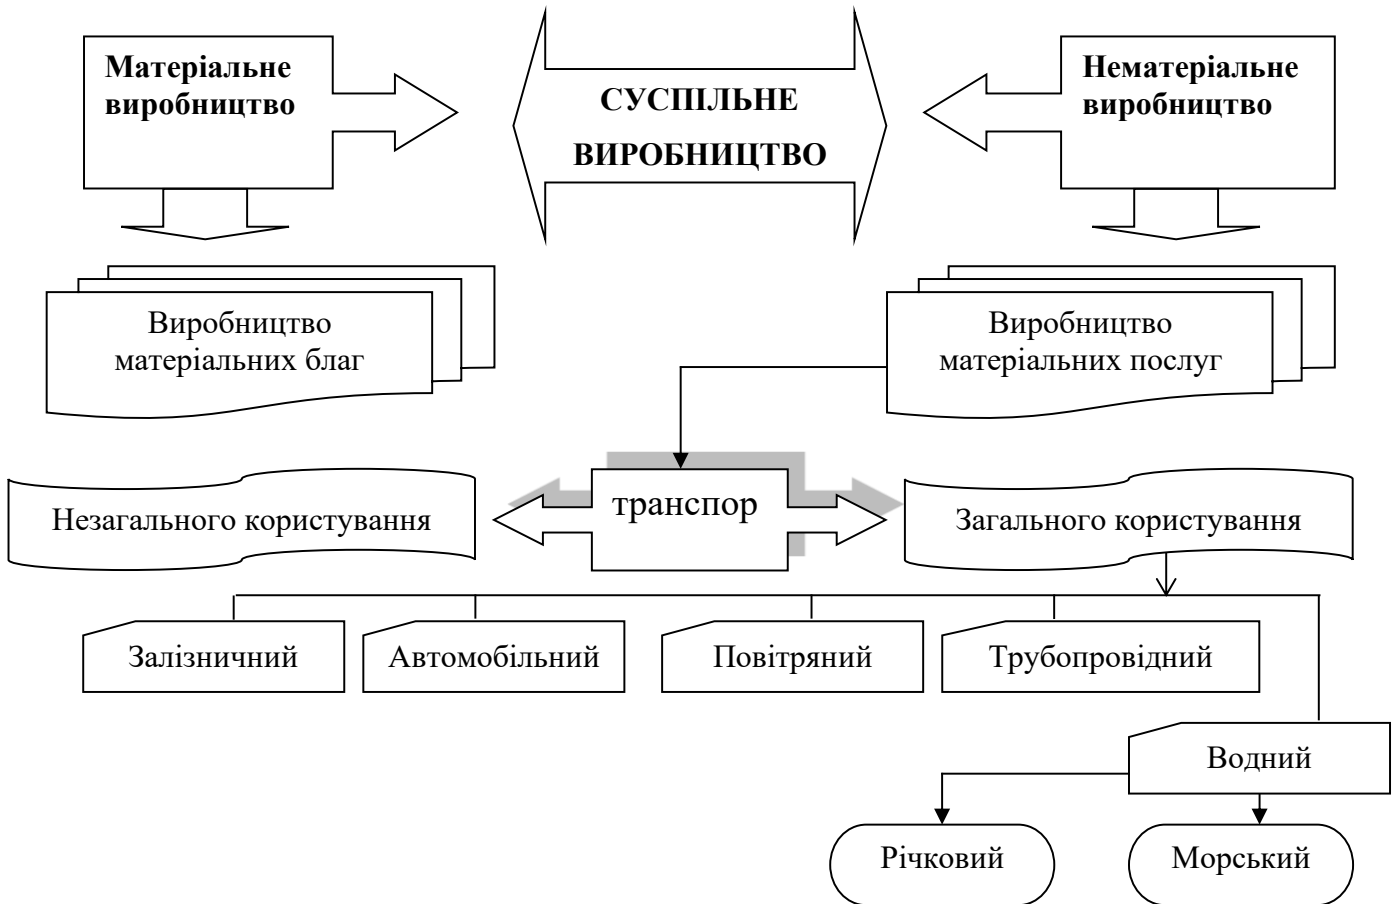 Матеріальне
виробництво
СУСПІЛЬНЕ
ВИРОБНИЦТВО
Нематеріальне
виробництво
Виробництво
матеріальних благ
Виробництво
матеріальних послуг
Незагального користування
транспор
Загального користування
Залізничний
Автомобільний
Повітряний
Трубопровідний
Водний
Річковий
Морський